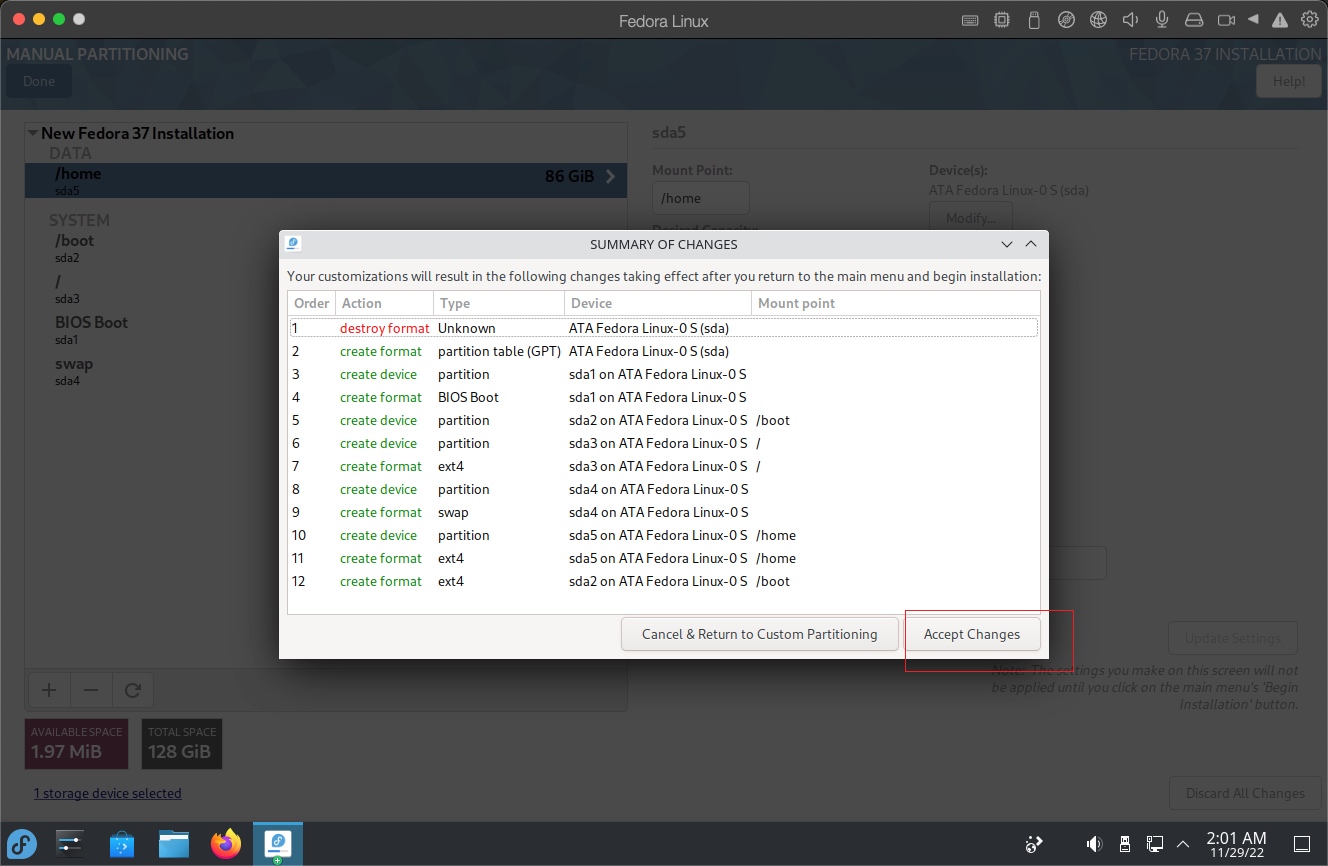 Fedora Linux
MANUAL PARTITIONING
FEDORA 37 INSTALLATION
Done
Help!
New Fedora 37 Installation
DATA
/home
86 GiB
sda5
SYSTEM
/boot
sda2
/
sda3
BIOS Boot
sda1
swap
sda4
sda5
Mount Point:
Device(s):
/home
ATA Fedora Linux-0 S (sda)
Modify...
Desired Capacity:
SUMMARY OF CHANGES
Your customizations will result in the following changes taking effect after you return to the main menu and begin installation:
Order Action Type Device Mount point
1 destroy format Unknown ATA Fedora Linux-0 S (sda)
2 create format partition table (GPT) ATA Fedora Linux-0 S (sda)
3 create device partition sda1 on ATA Fedora Linux-0 S
4 create format BIOS Boot sda1 on ATA Fedora Linux-0 S
5 create device partition sda2 on ATA Fedora Linux-0 S /boot
6 create device partition sda3 on ATA Fedora Linux-0 S /
7 create format ext4 sda3 on ATA Fedora Linux-0 S /
8 create device partition sda4 on ATA Fedora Linux-0 S
9 create format swap sda4 on ATA Fedora Linux-0 S
10 create device partition sda5 on ATA Fedora Linux-0 S /home
11 create format ext4 sda5 on ATA Fedora Linux-0 S /home
12 create format ext4 sda2 on ATA Fedora Linux-0 S /boot
Cancel & Return to Custom Partitioning
Accept Changes
Update Settings
Note: The settings you make on this screen will not
be applied until you click on the main menu's 'Begin
Installation' button.
AVAILABLE SPACE
1.97 MiB
TOTAL SPACE
128 GiB
1 storage device selected
Discard All Changes
2:01 AM
11/29/22